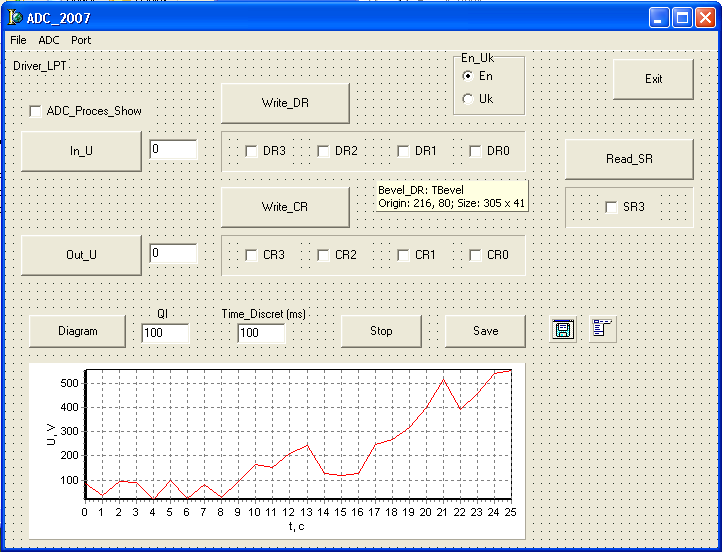 ADC_2007
File ADC Port
Driver_LPT
En_Uk
En
Uk
Exit
ADC_Proces_Show
Write_DR
In_U
0
DR3 DR2 DR1 DR0
Read_SR
Write_CR
Bevel_DR: TBevel
Origin: 216, 80; Size: 305 x 41
SR3
Out_U
0
CR3 CR2 CR1 CR0
Diagram
QI
100
Time_Discret (ms)
100
Stop
Save
500
400
300
200
100
U, V
0 1 2 3 4 5 6 7 8 9 10 11 12 13 14 15 16 17 18 19 20 21 22 23 24 25
t, c